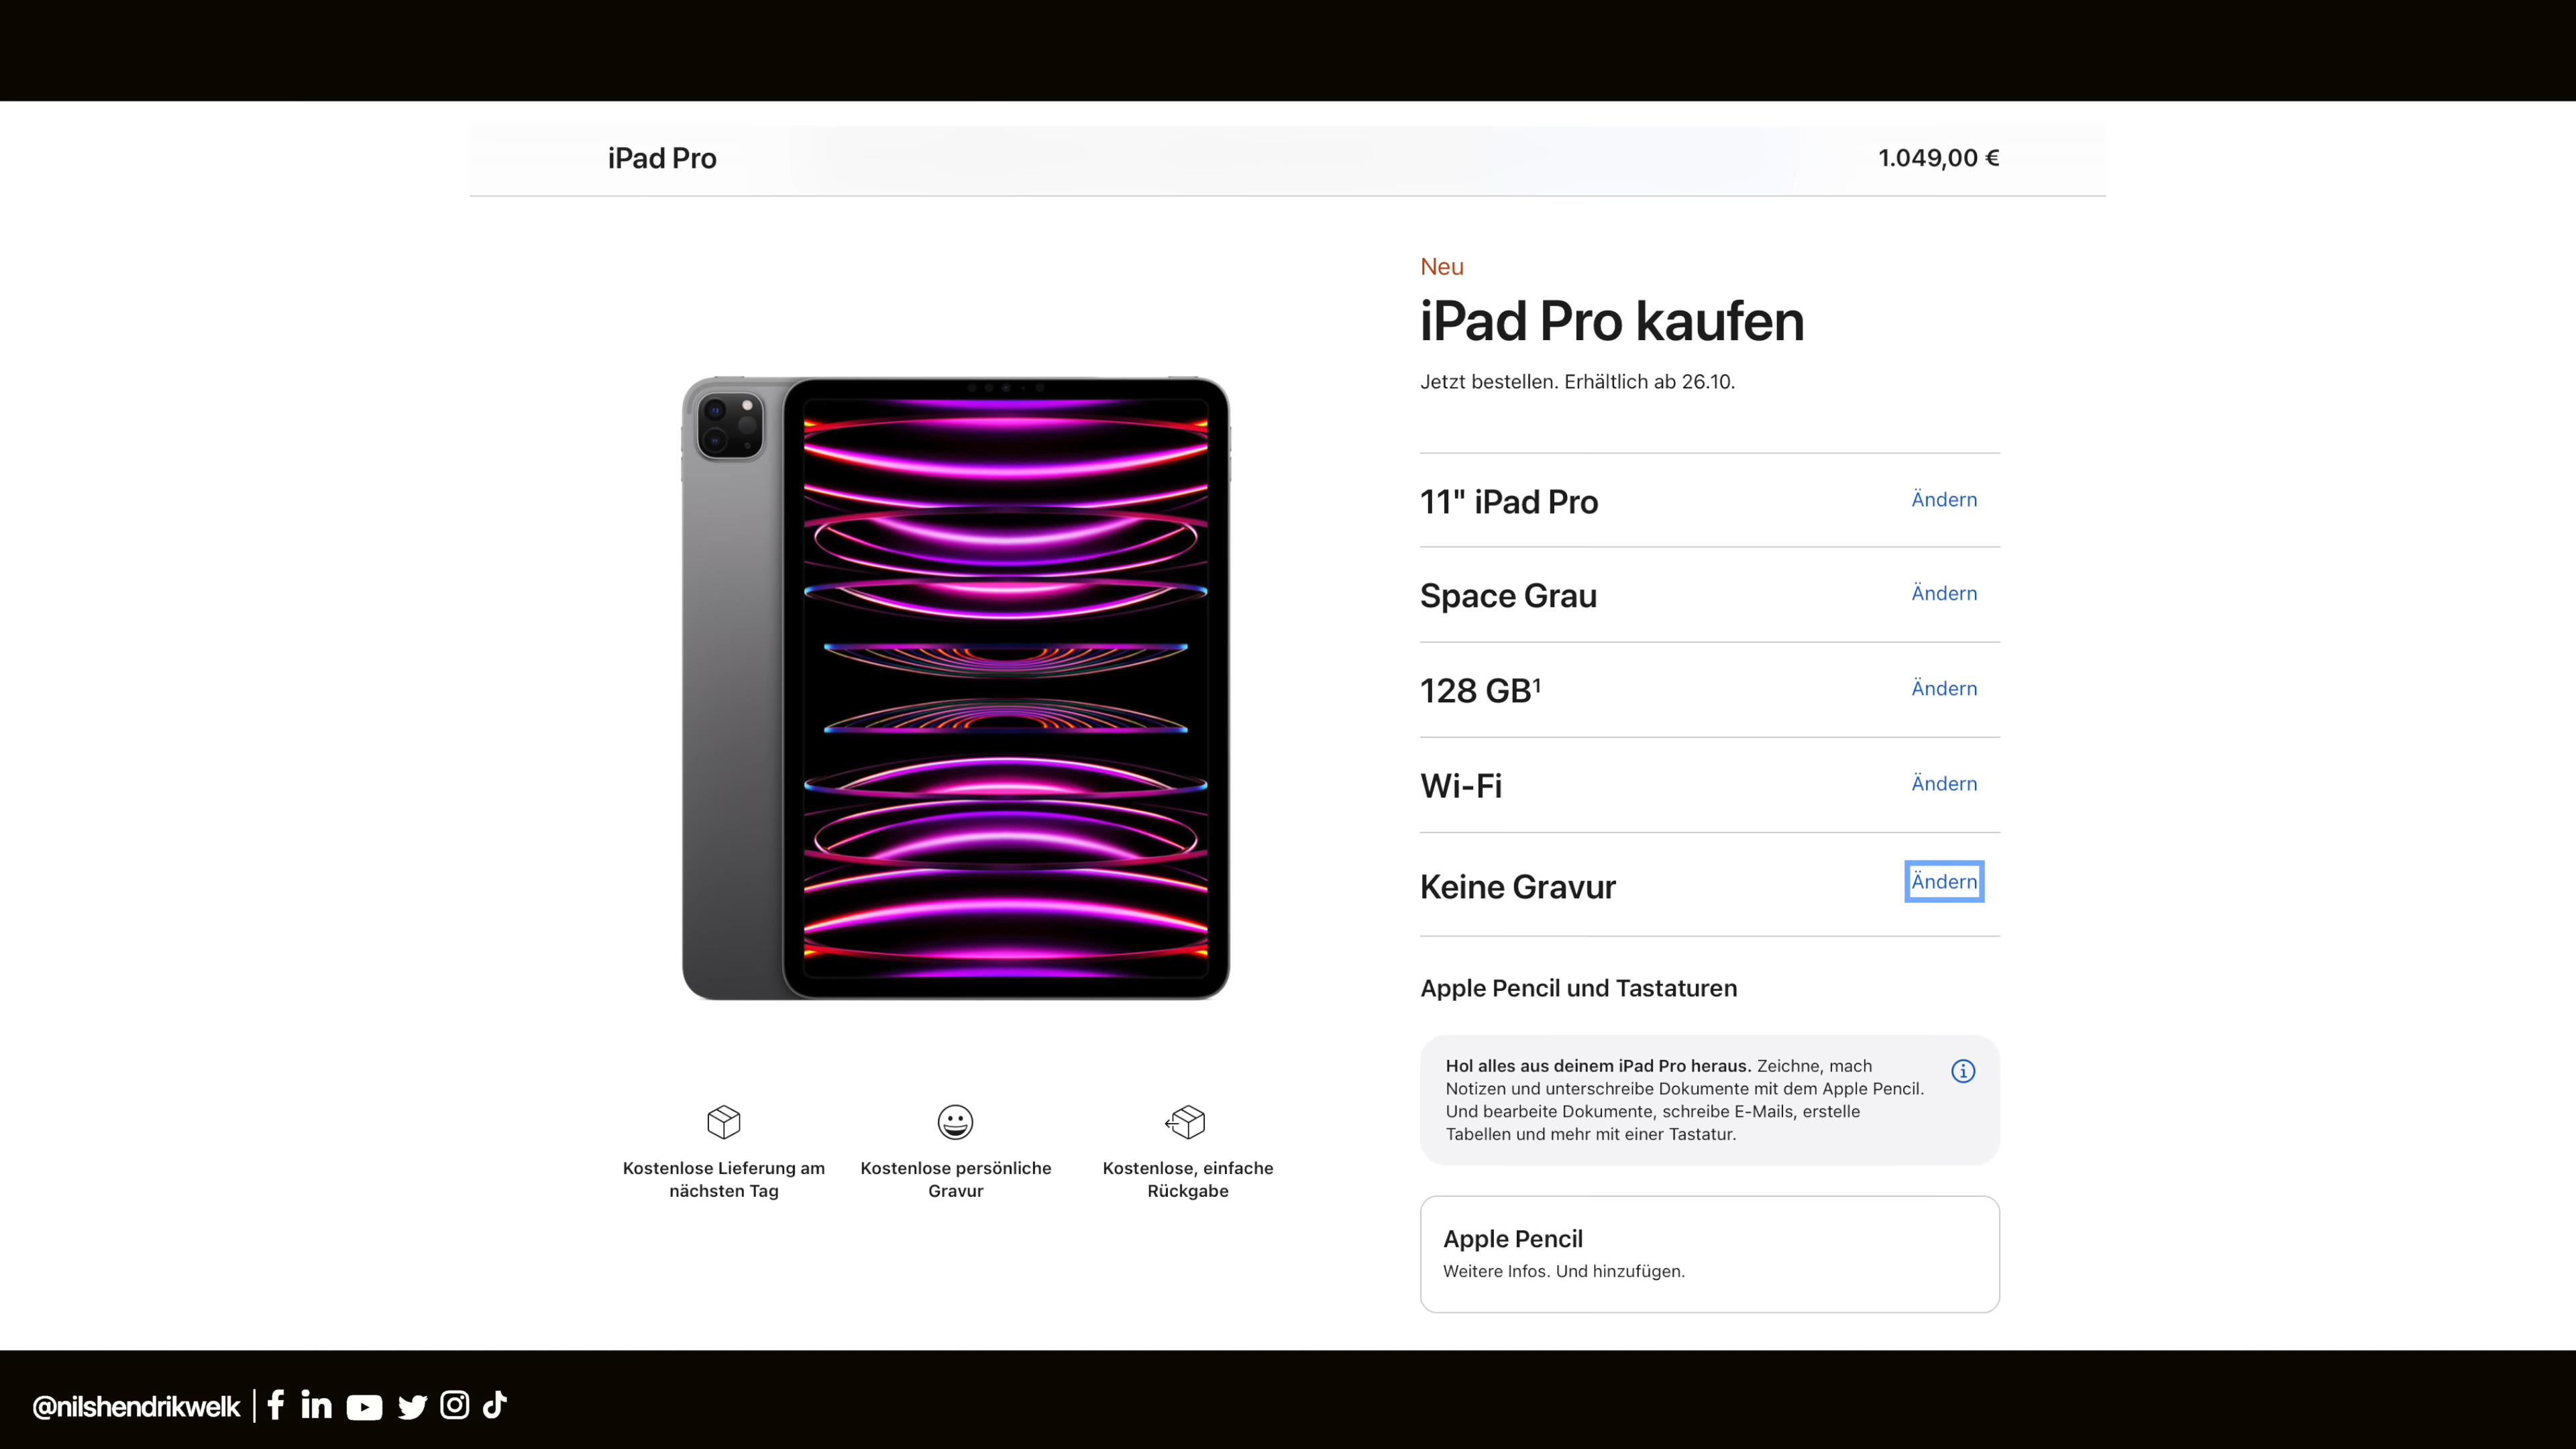 iPad Pro
1.049,00 €
Neu
iPad Pro kaufen
Jetzt bestellen. Erhältlich ab 26.10.
11" iPad Pro
Ändern
Space Grau
Ändern
128 GB¹
Ändern
Wi-Fi
Ändern
Keine Gravur
Ändern
Apple Pencil und Tastaturen
Hol alles aus deinem iPad Pro heraus. Zeichne, mach
Notizen und unterschreibe Dokumente mit dem Apple Pencil.
Und bearbeite Dokumente, schreibe E-Mails, erstelle
Tabellen und mehr mit einer Tastatur.
Apple Pencil
Weitere Infos. Und hinzufügen.
Kostenlose Lieferung am
nächsten Tag
Kostenlose persönliche
Gravur
Kostenlose, einfache
Rückgabe
@nilshendrikwelk